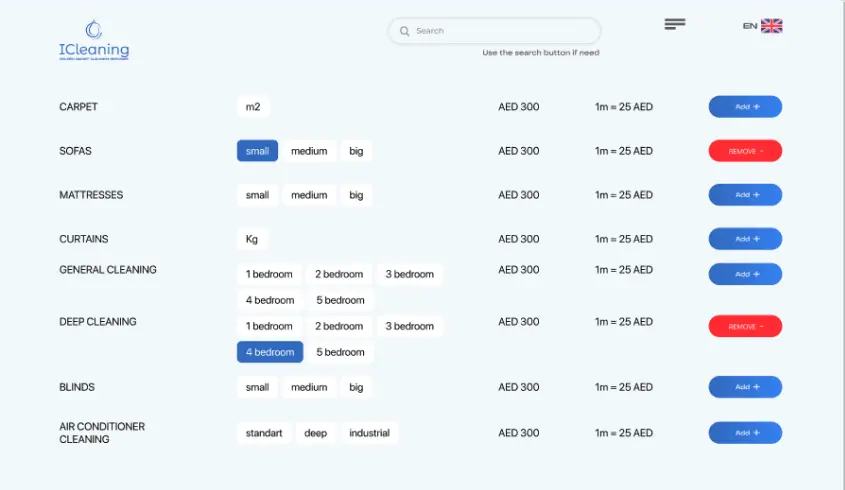 Search
EN
ICleaning
Use the search button if need
CARPET m2 AED 300 1m = 25 AED Add +
SOFAS small medium big AED 300 1m = 25 AED REMOVE -
MATTRESSES small medium big AED 300 1m = 25 AED Add +
CURTAINS Kg AED 300 1m = 25 AED Add +
GENERAL CLEANING 1 bedroom 2 bedroom 3 bedroom AED 300 1m = 25 AED Add +
4 bedroom 5 bedroom
DEEP CLEANING 1 bedroom 2 bedroom 3 bedroom AED 300 1m = 25 AED REMOVE -
4 bedroom 5 bedroom
BLINDS small medium big AED 300 1m = 25 AED Add +
AIR CONDITIONER
CLEANING standart deep industrial AED 300 1m = 25 AED Add +